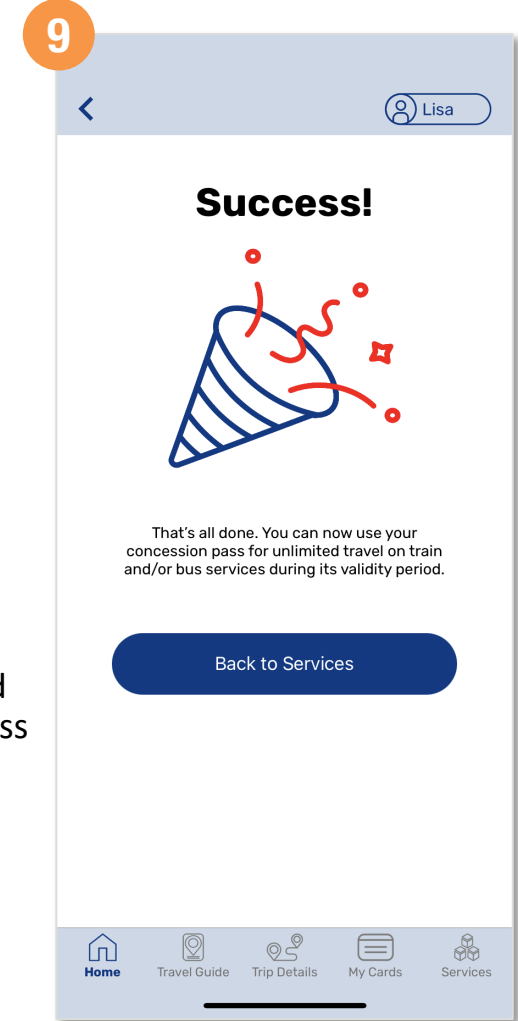 9
Lisa
Success!
That's all done. You can now use your
concession pass for unlimited travel on train
and/or bus services during its validity period.
Back to Services
Home Travel Guide Trip Details My Cards Services